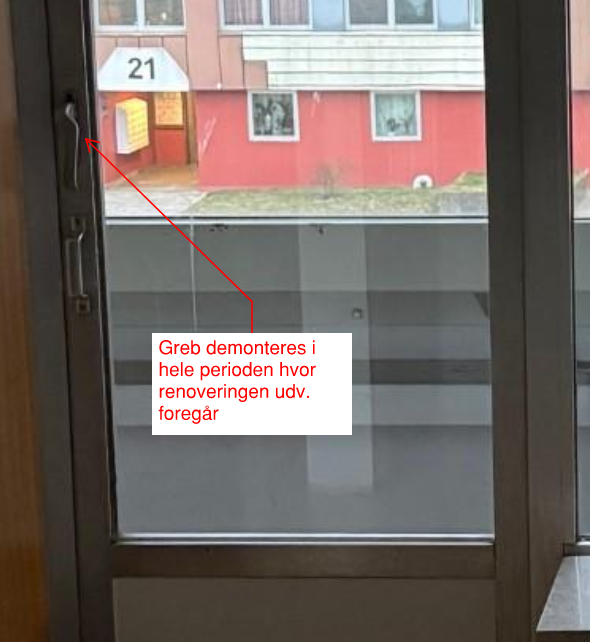 21
Greb demonteres i
hele perioden hvor
renoveringen udv.
foregår